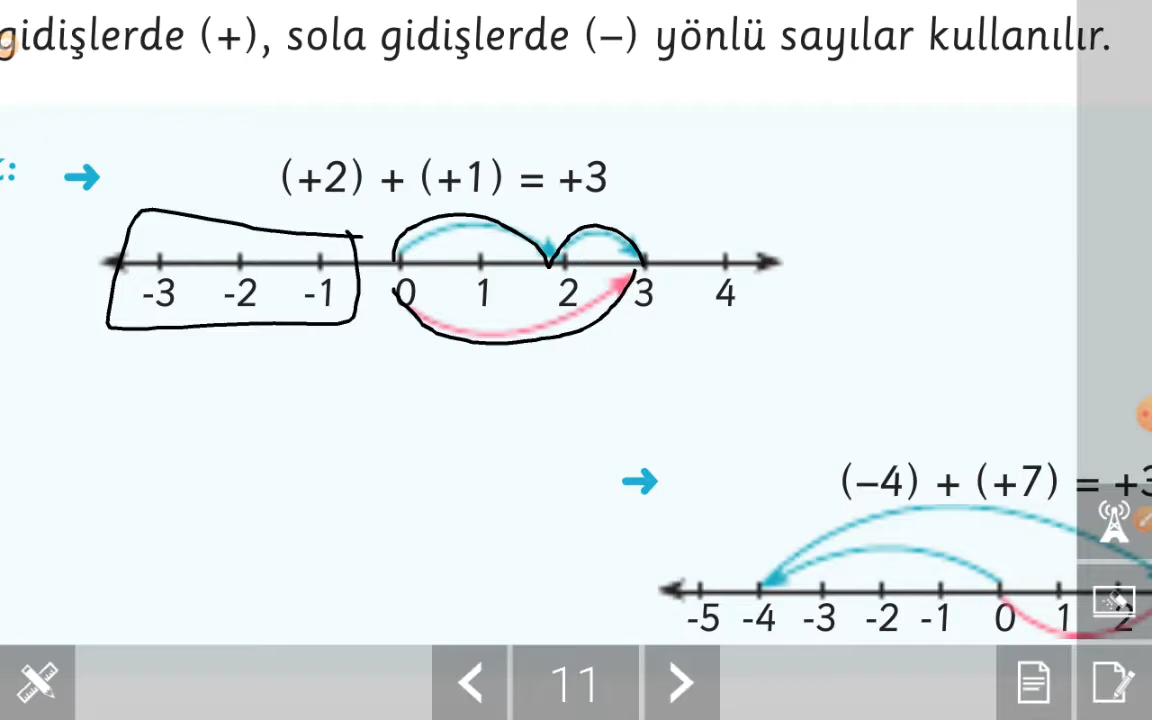 gidişlerde (+), sola gidişlerde (–) yönlü sayılar kullanılır.
(+2) + (+1) = +3
-3 -2 -1 0 1 2 3 4
(–4) + (+7) = +3
-5 -4 -3 -2 -1 0 1 2
11